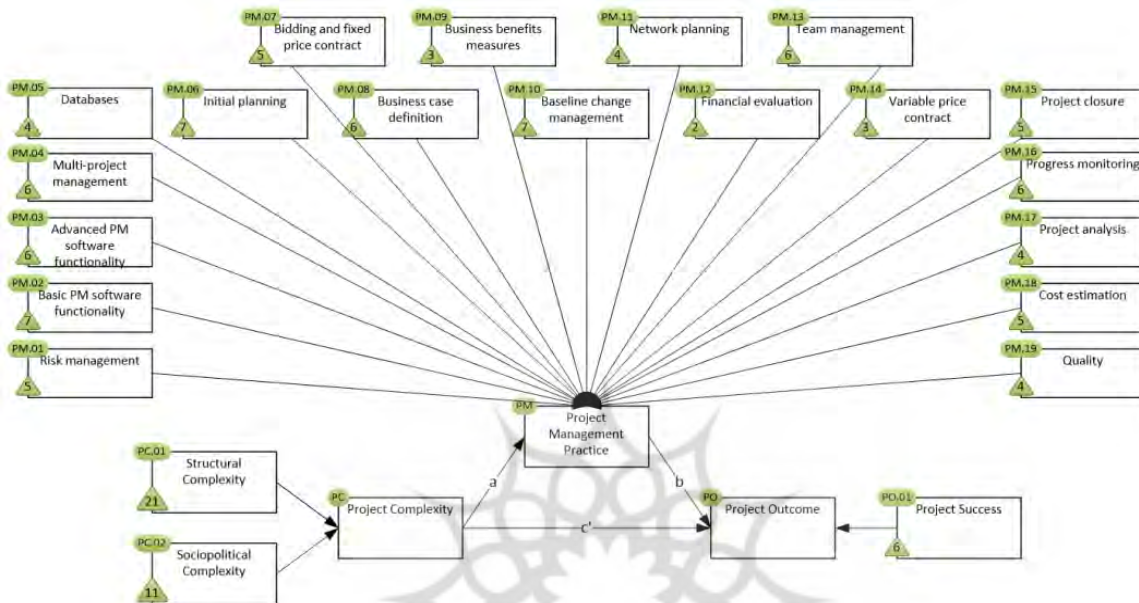 PM.07
Bidding and fixed
price contract
5
PM.09
Business benefits
measures
3
PM.11
Network planning
4
PM.13
Team management
6
PM.05
Databases
4
PM.06
Initial planning
7
PM.08
Business case
definition
6
PM.10
Baseline change
management
7
PM.12
Financial evaluation
2
PM.14
Variable price
contract
3
PM.15
Project closure
5
PM.04
Multi-project
management
6
PM.16
Progress monitoring
6
PM.03
Advanced PM
software
functionality
6
PM.17
Project analysis
4
PM.02
Basic PM software
functionality
7
PM.18
Cost estimation
5
PM.01
Risk management
5
PM.19
Quality
4
PM
Project
Management
Practice
PC.01
Structural
Complexity
21
a
b
PC
Project Complexity
c'
PO
Project Outcome
PO.01
Project Success
6
PC.02
Sociopolitical
Complexity
11